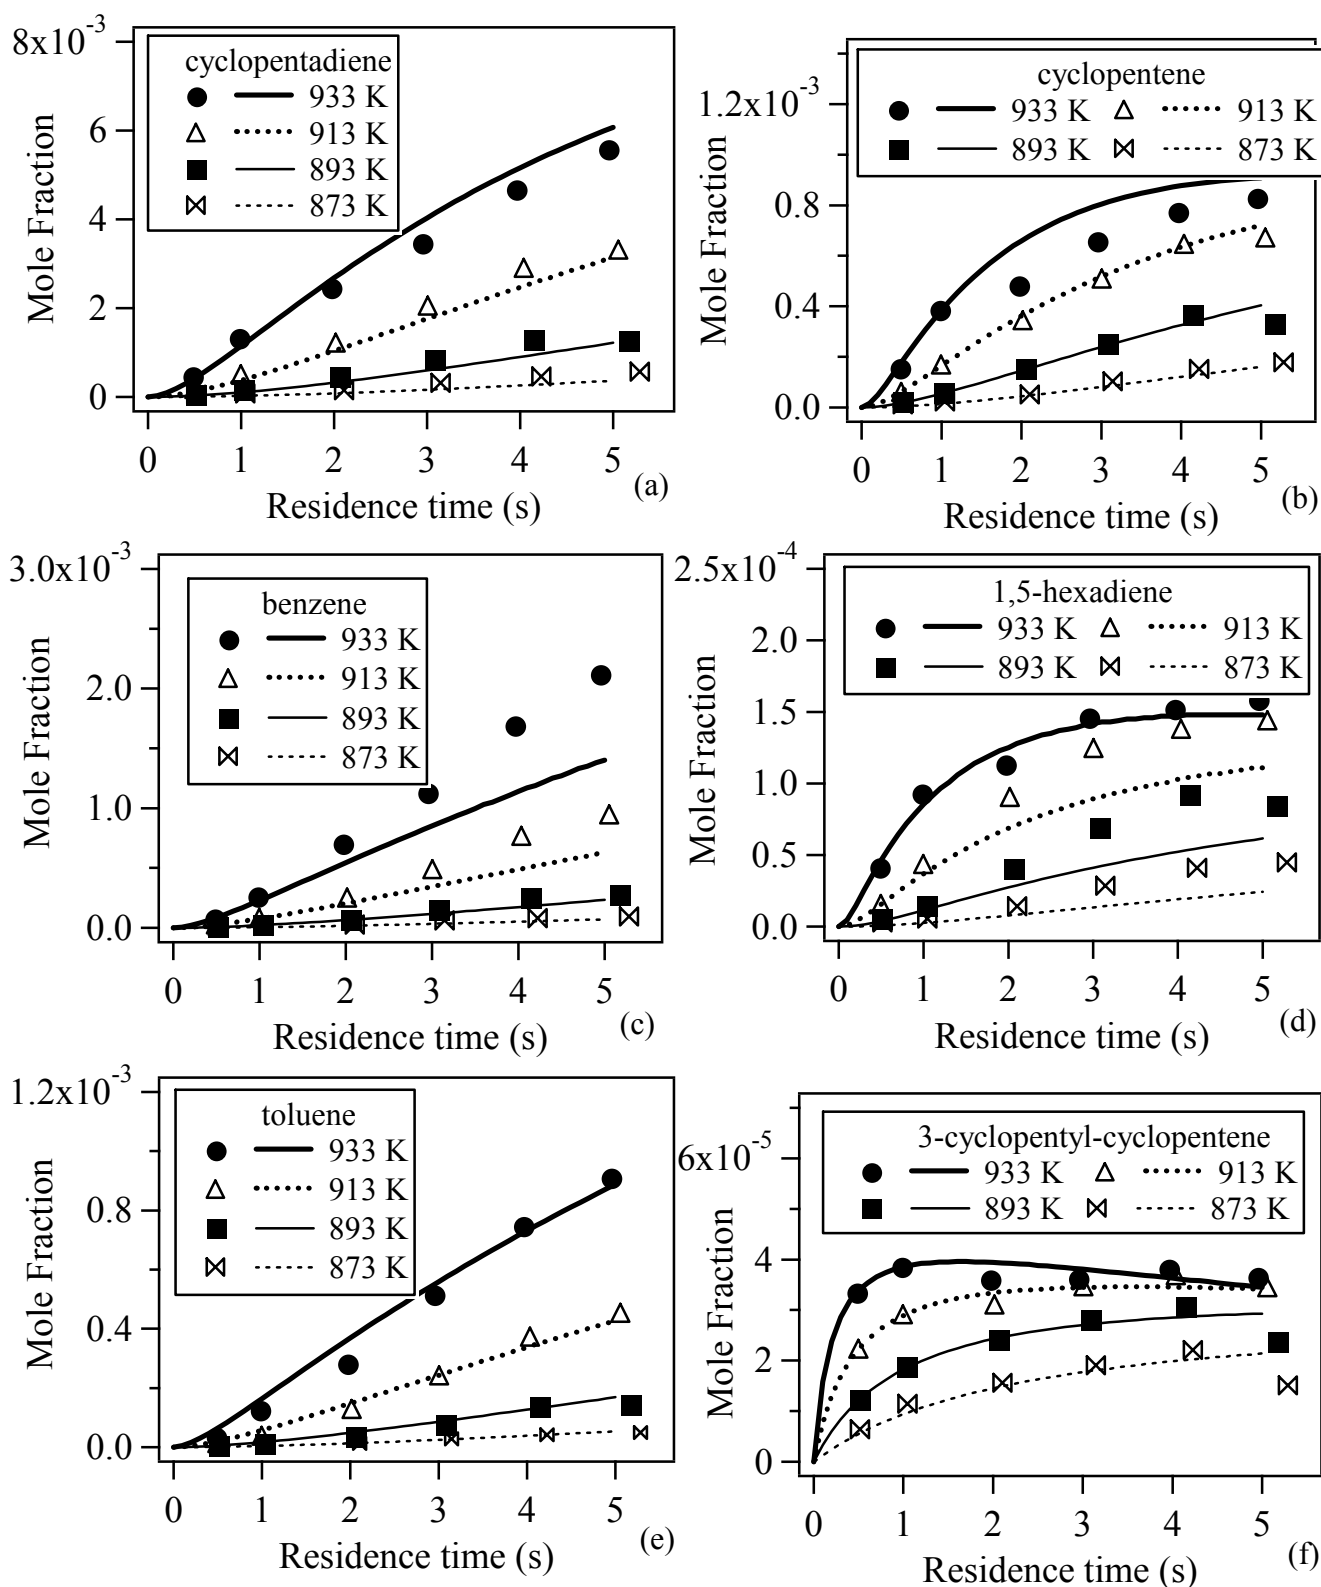 8x10-3
6
4
2
0
Mole Fraction
cyclopentadiene
933 K
913 K
893 K
873 K
0 1 2 3 4 5
Residence time (s)
(a)
1.2x10-3
0.8
0.4
0.0
Mole Fraction
cyclopentene
933 K 913 K
893 K 873 K
0 1 2 3 4 5
Residence time (s)
(b)
3.0x10-3
2.0
1.0
0.0
Mole Fraction
benzene
933 K
913 K
893 K
873 K
0 1 2 3 4 5
Residence time (s)
(c)
2.5x10-4
2.0
1.5
1.0
0.5
0.0
Mole Fraction
1,5-hexadiene
933 K 913 K
893 K 873 K
0 1 2 3 4 5
Residence time (s)
(d)
1.2x10-3
0.8
0.4
0.0
Mole Fraction
toluene
933 K
913 K
893 K
873 K
0 1 2 3 4 5
Residence time (s)
(e)
6x10-5
4
2
0
Mole Fraction
3-cyclopentyl-cyclopentene
933 K 913 K
893 K 873 K
0 1 2 3 4 5
Residence time (s)
(f)